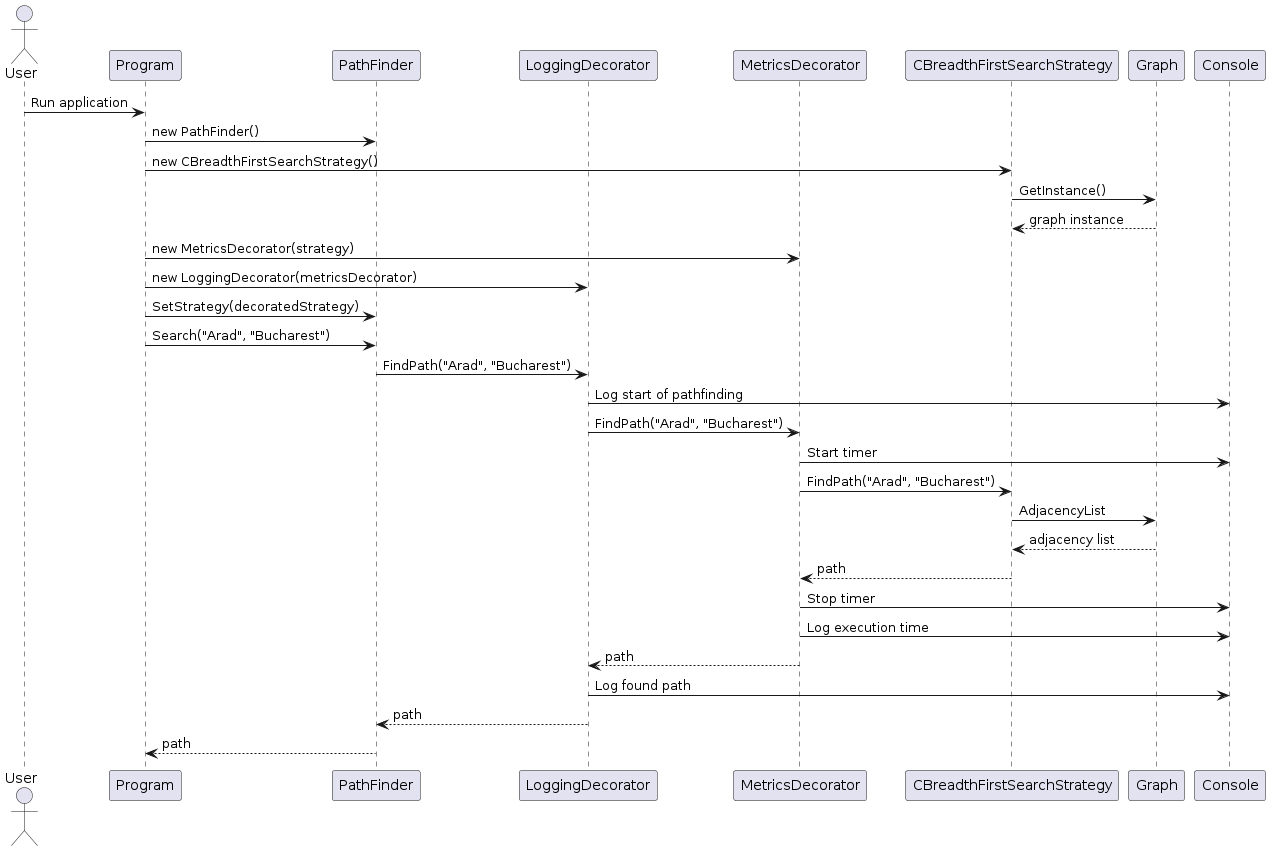 User
Program
PathFinder
LoggingDecorator
MetricsDecorator
CBreadthFirstSearchStrategy
Graph
Console
Run application
new PathFinder()
new CBreadthFirstSearchStrategy()
GetInstance()
graph instance
new MetricsDecorator(strategy)
new LoggingDecorator(metricsDecorator)
SetStrategy(decoratedStrategy)
Search("Arad", "Bucharest")
FindPath("Arad", "Bucharest")
Log start of pathfinding
FindPath("Arad", "Bucharest")
Start timer
FindPath("Arad", "Bucharest")
AdjacencyList
adjacency list
path
Stop timer
Log execution time
path
Log found path
path
path
User
Program
PathFinder
LoggingDecorator
MetricsDecorator
CBreadthFirstSearchStrategy
Graph
Console